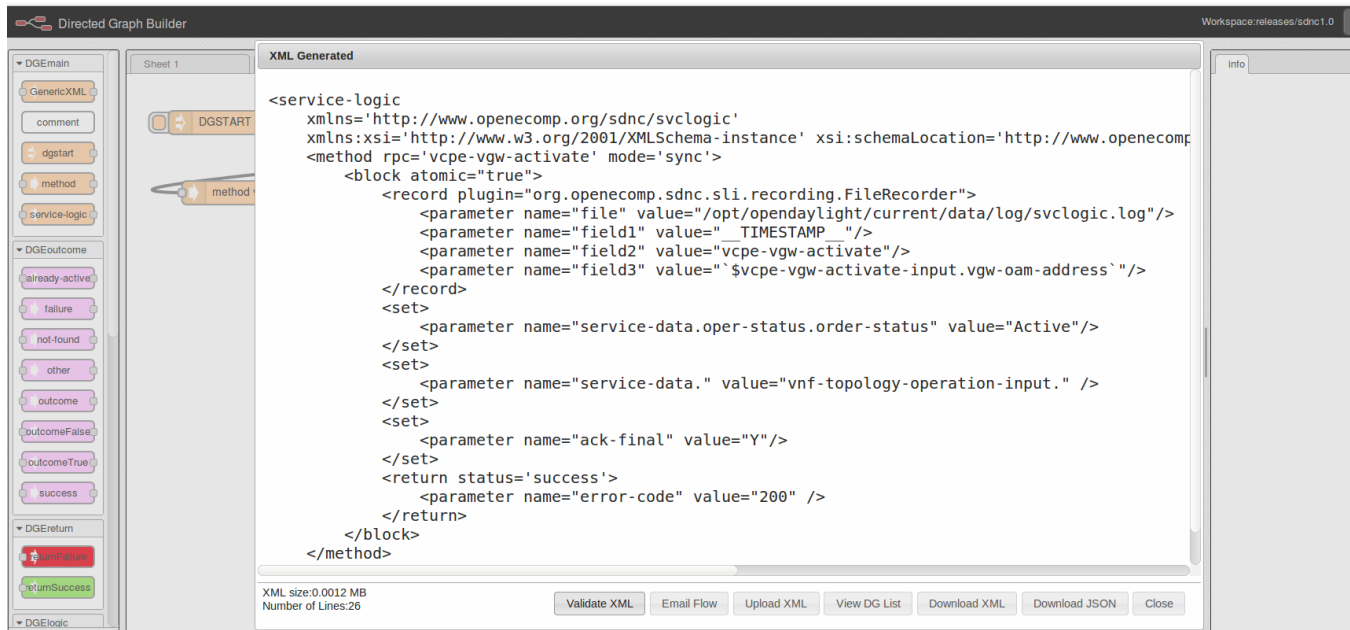 Directed Graph Builder
Workspace:releases/sdnc1.0
DGEmain
GenericXML
comment
dgstart
method
service-logic
DGEoutcome
already-active
failure
not-found
other
outcome
outcomeFalse
outcomeTrue
success
DGEreturn
returnFailure
returnSuccess
DGElogic
Sheet 1
DGSTART
method
XML Generated
<service-logic
xmlns='http://www.openecomp.org/sdnc/svclogic'
xmlns:xsi='http://www.w3.org/2001/XMLSchema-instance' xsi:schemaLocation='http://www.openecomp
<method rpc='vcpe-vgw-activate' mode='sync'>
<block atomic="true">
<record plugin="org.openecomp.sdnc.sli.recording.FileRecorder">
<parameter name="file" value="/opt/opendaylight/current/data/log/svclogic.log"/>
<parameter name="field1" value="__TIMESTAMP__"/>
<parameter name="field2" value="vcpe-vgw-activate"/>
<parameter name="field3" value="`$vcpe-vgw-activate-input.vgw-oam-address`"/>
</record>
<set>
<parameter name="service-data.oper-status.order-status" value="Active"/>
</set>
<set>
<parameter name="service-data." value="vnf-topology-operation-input." />
</set>
<set>
<parameter name="ack-final" value="Y"/>
</set>
<return status='success'>
<parameter name="error-code" value="200" />
</return>
</block>
</method>
XML size:0.0012 MB
Number of Lines:26
Validate XML
Email Flow
Upload XML
View DG List
Download XML
Download JSON
Close
info